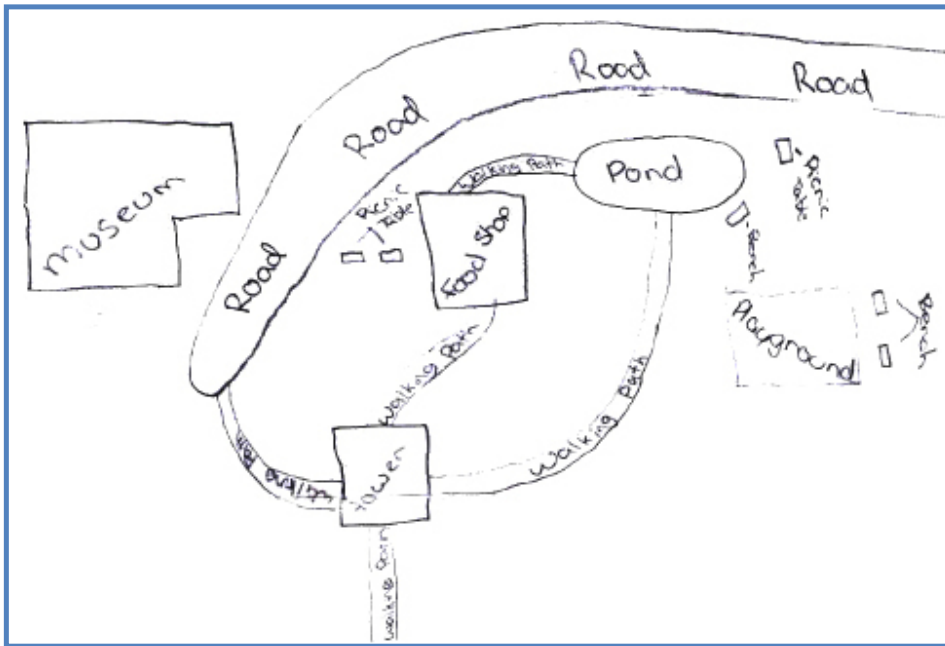 Road
Road
Road
Road
museum
Walking Path
Pond
Picnic
Table
Picnic
Table
Food Shop
Bench
Playground
Bench
Walking Path
Walking Path
Walking Path
Tower